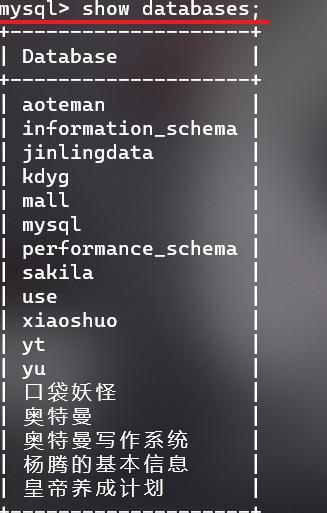 mysql> show databases;
+--------------------+
| Database           |
+--------------------+
| aoteman            |
| information_schema |
| jinlingdata        |
| kdyg               |
| mall               |
| mysql              |
| performance_schema |
| sakila             |
| use                |
| xiaoshuo           |
| yt                 |
| yu                 |
| 口袋妖怪           |
| 奥特曼             |
| 奥特曼写作系统     |
| 杨腾的基本信息     |
| 皇帝养成计划       |
+--------------------+